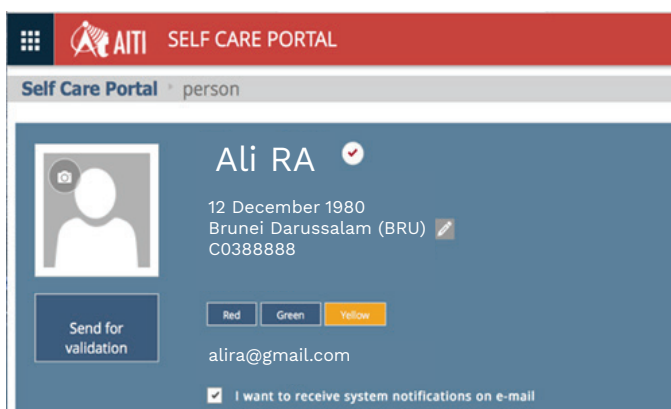 AITI SELF CARE PORTAL
Self Care Portal person
Ali RA
12 December 1980
Brunei Darussalam (BRU)
C0388888
Send for
validation
Red Green Yellow
alira@gmail.com
I want to receive system notifications on e-mail